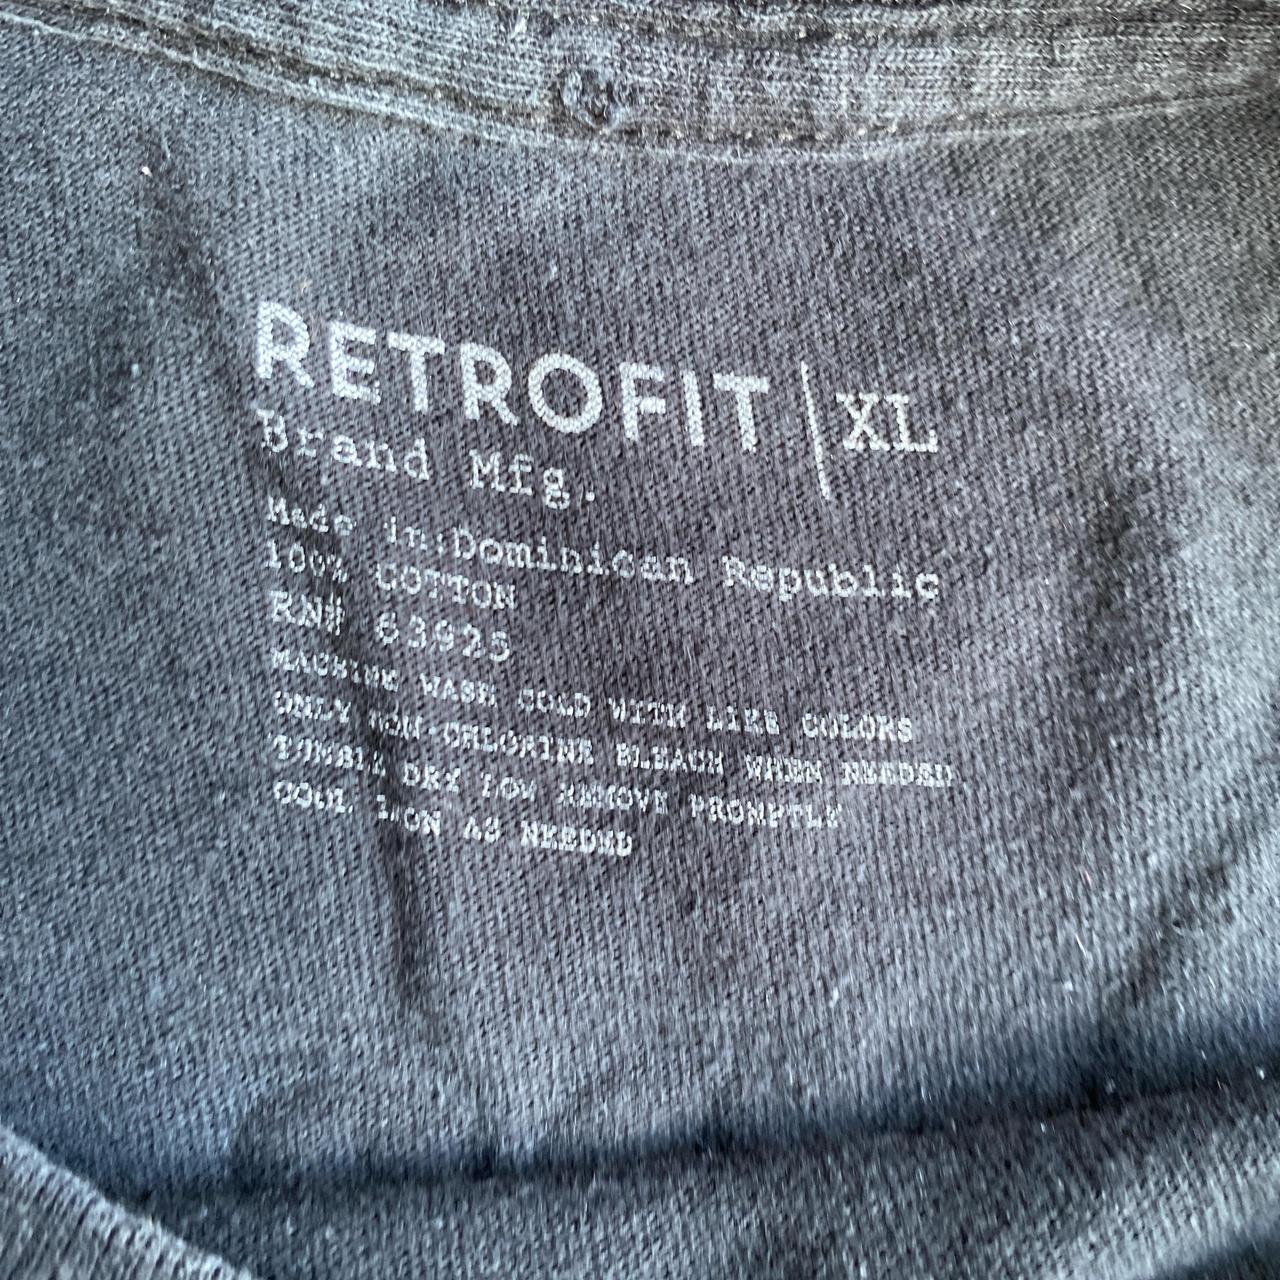 RETROFIT | XL
Brand Mfg.
Made in:Dominican Republic
100% COTTON
RN# 63925
MACHINE WASH COLD WITH LIKE COLORS
ONLY NON-CHLORINE BLEACH WHEN NEEDED
TUMBLE DRY LOW REMOVE PROMPTLY
COOL IRON AS NEEDED